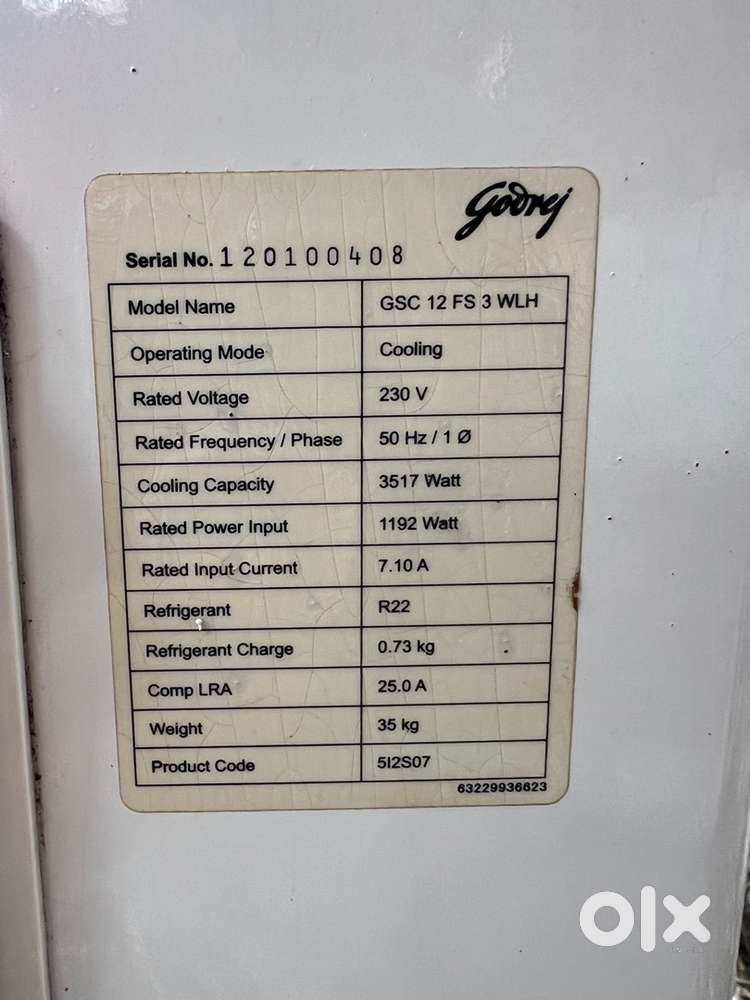 Godrej
Serial No. 120100408
Model Name GSC 12 FS 3 WLH
Operating Mode Cooling
Rated Voltage 230 V
Rated Frequency / Phase 50 Hz / 1 Ø
Cooling Capacity 3517 Watt
Rated Power Input 1192 Watt
Rated Input Current 7.10 A
Refrigerant R22
Refrigerant Charge 0.73 kg
Comp LRA 25.0 A
Weight 35 kg
Product Code 5I2S07
63229936623
olx